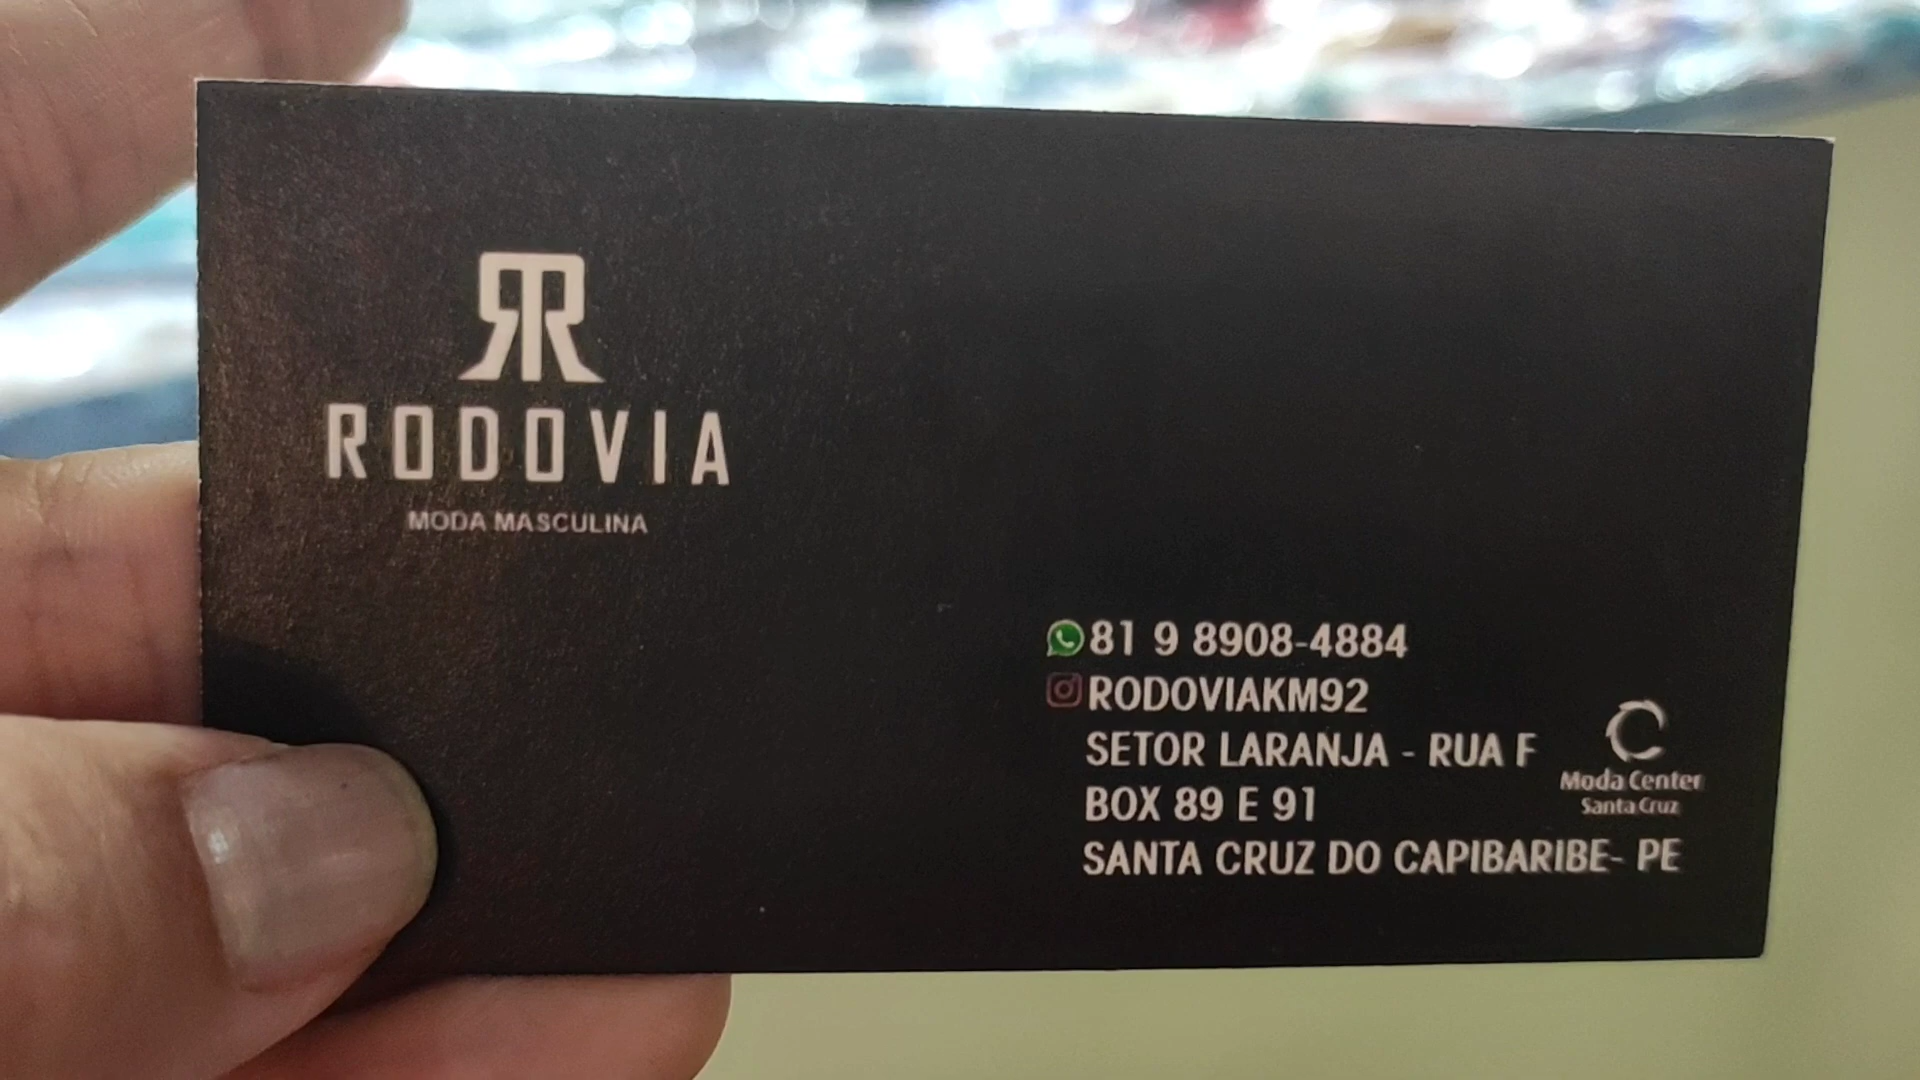 RR
RODOVIA
MODA MASCULINA
81 9 8908-4884
RODOVIAKM92
SETOR LARANJA - RUA F
BOX 89 E 91
SANTA CRUZ DO CAPIBARIBE- PE
Moda Center
Santa Cruz